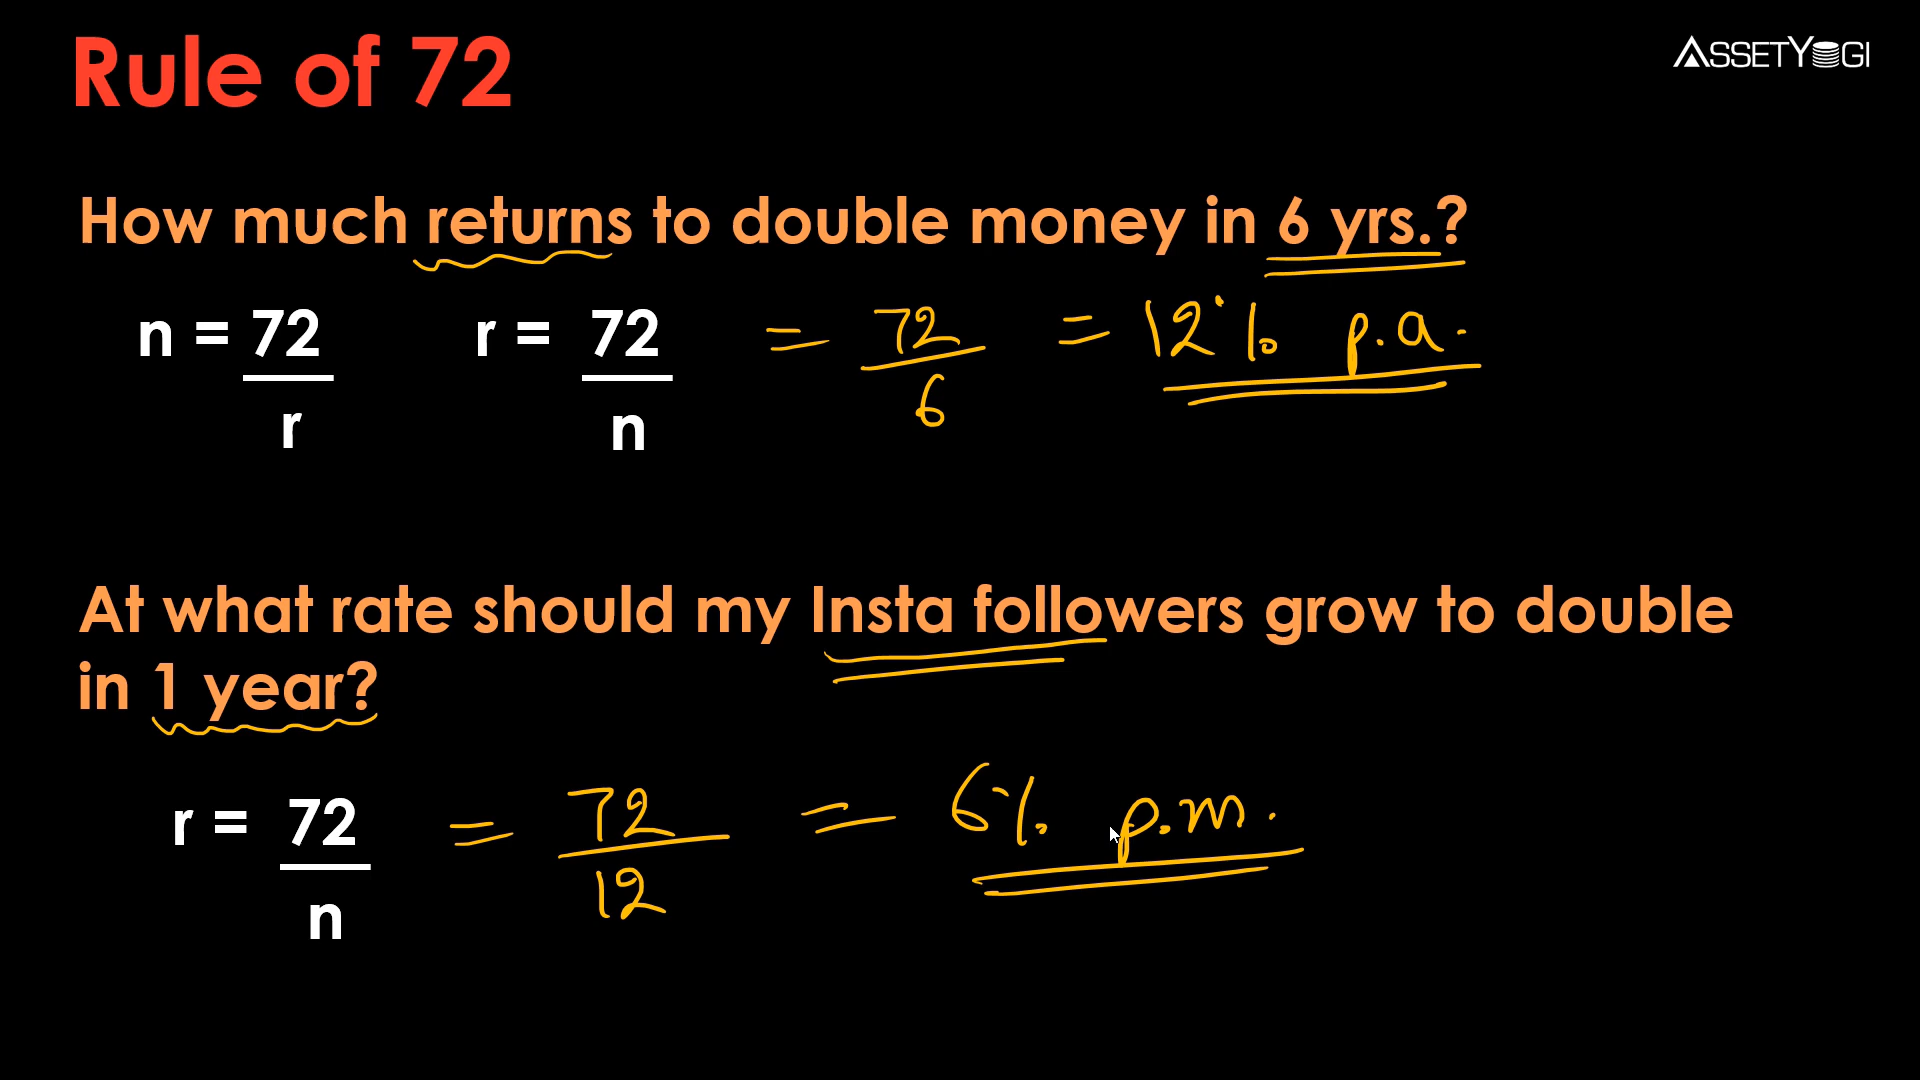 Rule of 72
ASSETYOGI
How much returns to double money in 6 yrs.?
n = 72/r r = 72/n = 72/6 = 12% p.a.
At what rate should my Insta followers grow to double
in 1 year?
r = 72/n = 72/12 = 6% p.m.